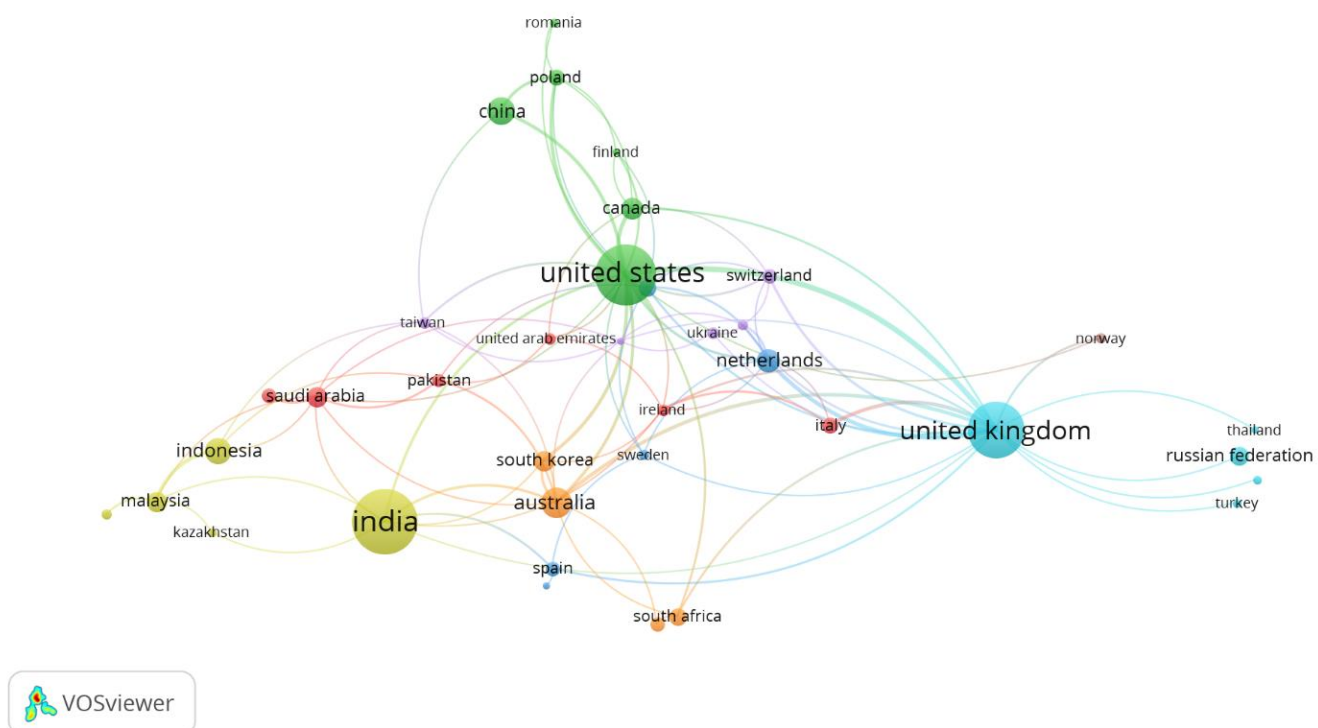 romania
poland
china
finland
canada
united states
switzerland
taiwan
united arab emirates
ukraine
norway
netherlands
pakistan
saudi arabia
ireland
italy
united kingdom
thailand
indonesia
south korea
sweden
russian federation
malaysia
australia
turkey
india
kazakhstan
spain
south africa
VOSviewer